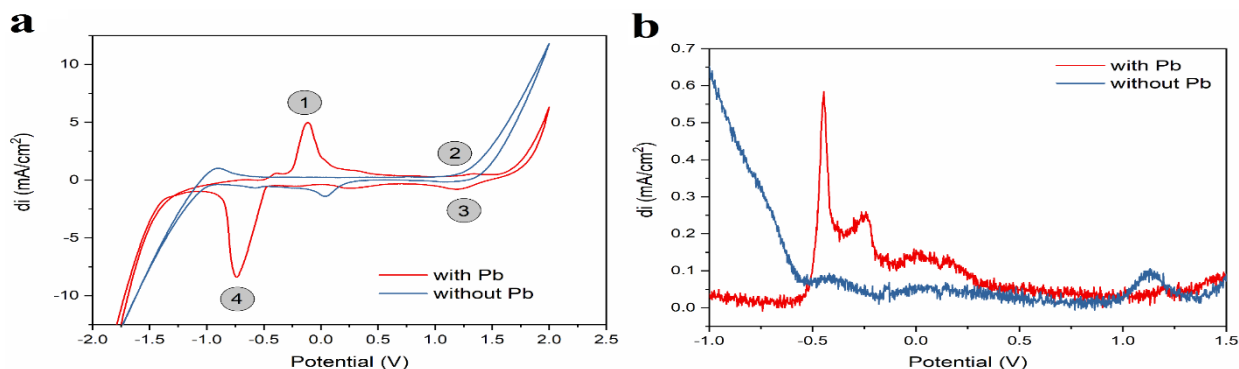 a
10
5
0
-5
-10
di (mA/cm²)
1
2
3
4
with Pb
without Pb
-2.0 -1.5 -1.0 -0.5 0.0 0.5 1.0 1.5 2.0 2.5
Potential (V)
b
0.7
0.6
0.5
0.4
0.3
0.2
0.1
0.0
di (mA/cm²)
with Pb
without Pb
-1.0 -0.5 0.0 0.5 1.0 1.5
Potential (V)